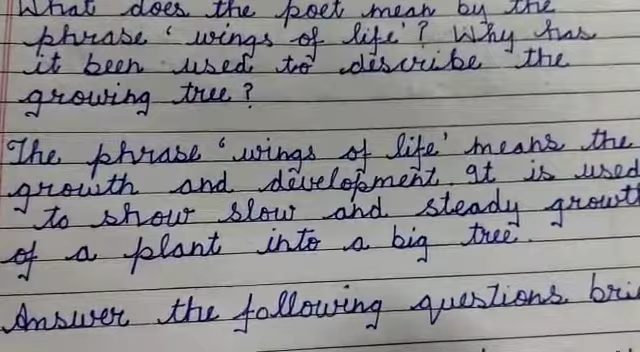 What does the poet mean by the
phrase 'wings of life'? Why has
it been used to describe the
growing tree?
The phrase 'wings of life' means the
growth and development. It is used
to show slow and steady growt
of a plant into a big tree.
Answer the following questions bri